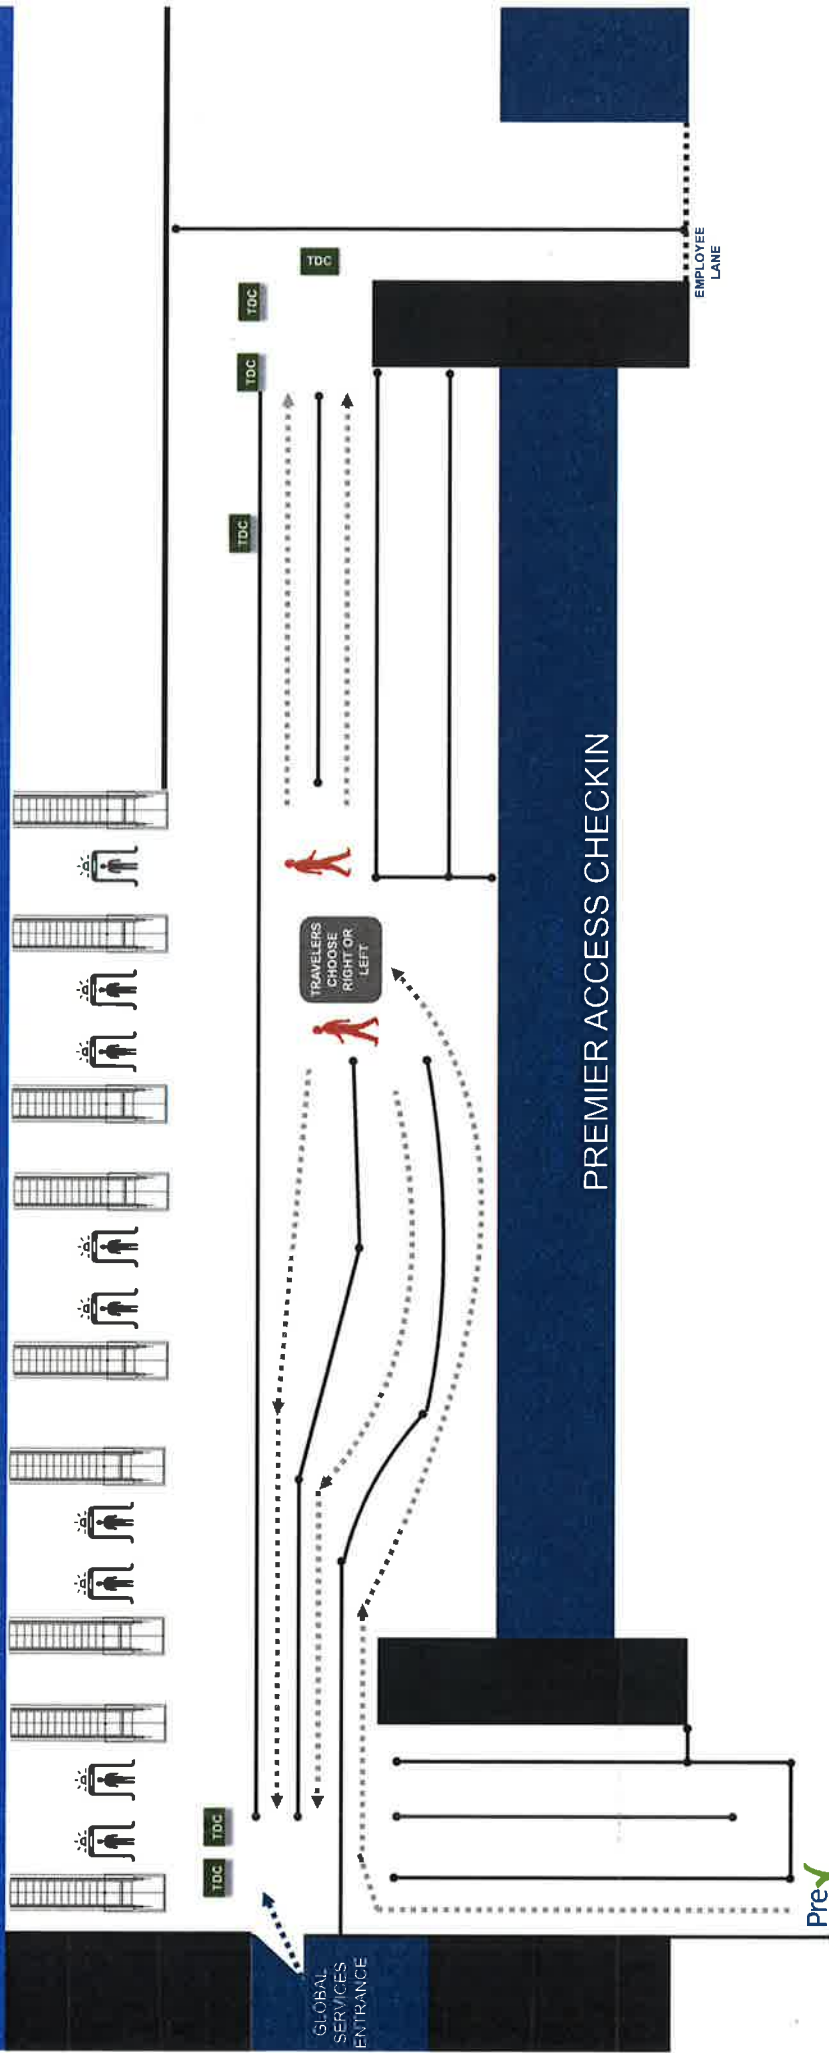 EMPLOYEE
LANE
TDC
TDC
TDC
TDC
TRAVELERS
CHOOSE
RIGHT OR
LEFT
PREMIER ACCESS CHECKIN
TDC
TDC
GLOBAL
SERVICES
ENTRANCE
Pre